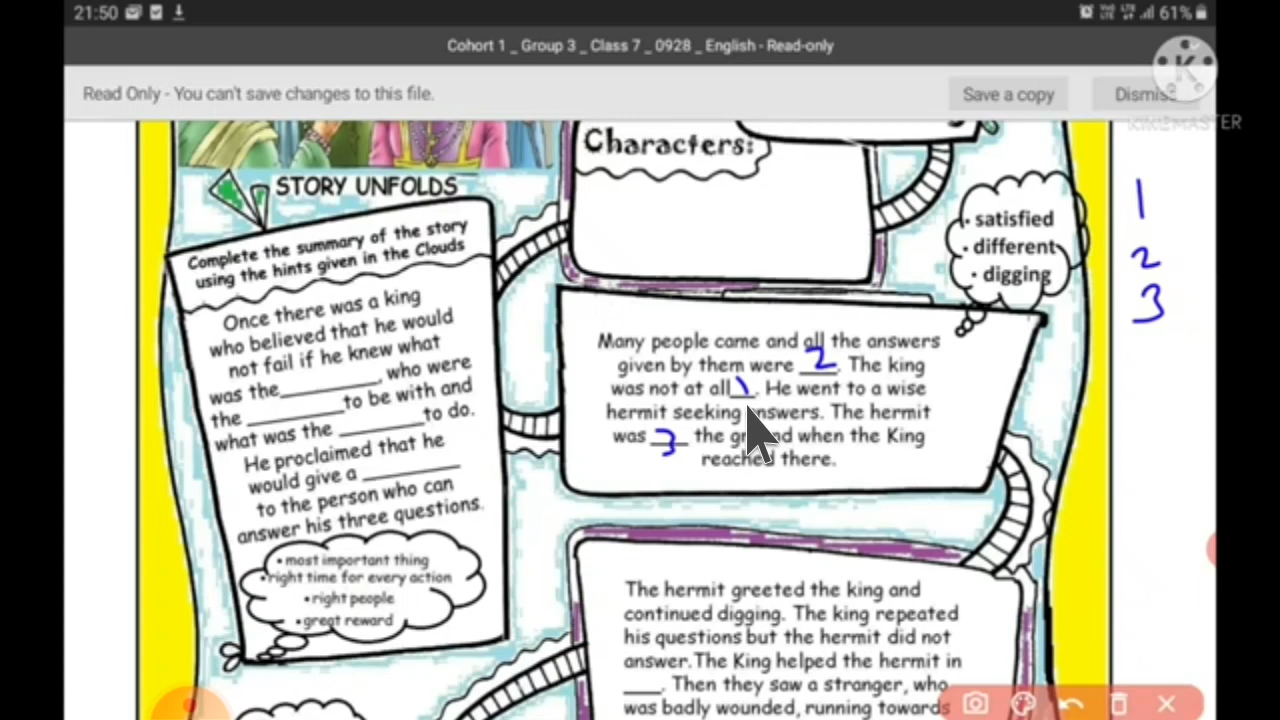 21:50
61%
Cohort 1 _ Group 3 _ Class 7 _ 0928 _ English - Read-only
Read Only - You can't save changes to this file.
Save a copy
K
KINEMASTER
Characters:
STORY UNFOLDS
Complete the summary of the story
using the hints given in the Clouds
Once there was a king
who believed that he would
not fail if he knew what
was the__________, who were
the __________to be with and
what was the _________to do.
He proclaimed that he
would give a __________
to the person who can
answer his three questions.
• most important thing
•right time for every action
•right people
•great reward
• satisfied
• different
• digging
1
2
3
Many people came and all the answers
given by them were 2. The king
was not at all 1. He went to a wise
hermit seeking answers. The hermit
was 3 the ground when the King
reached there.
The hermit greeted the king and
continued digging. The king repeated
his questions but the hermit did not
answer.The King helped the hermit in
____. Then they saw a stranger, who
was badly wounded, running towards